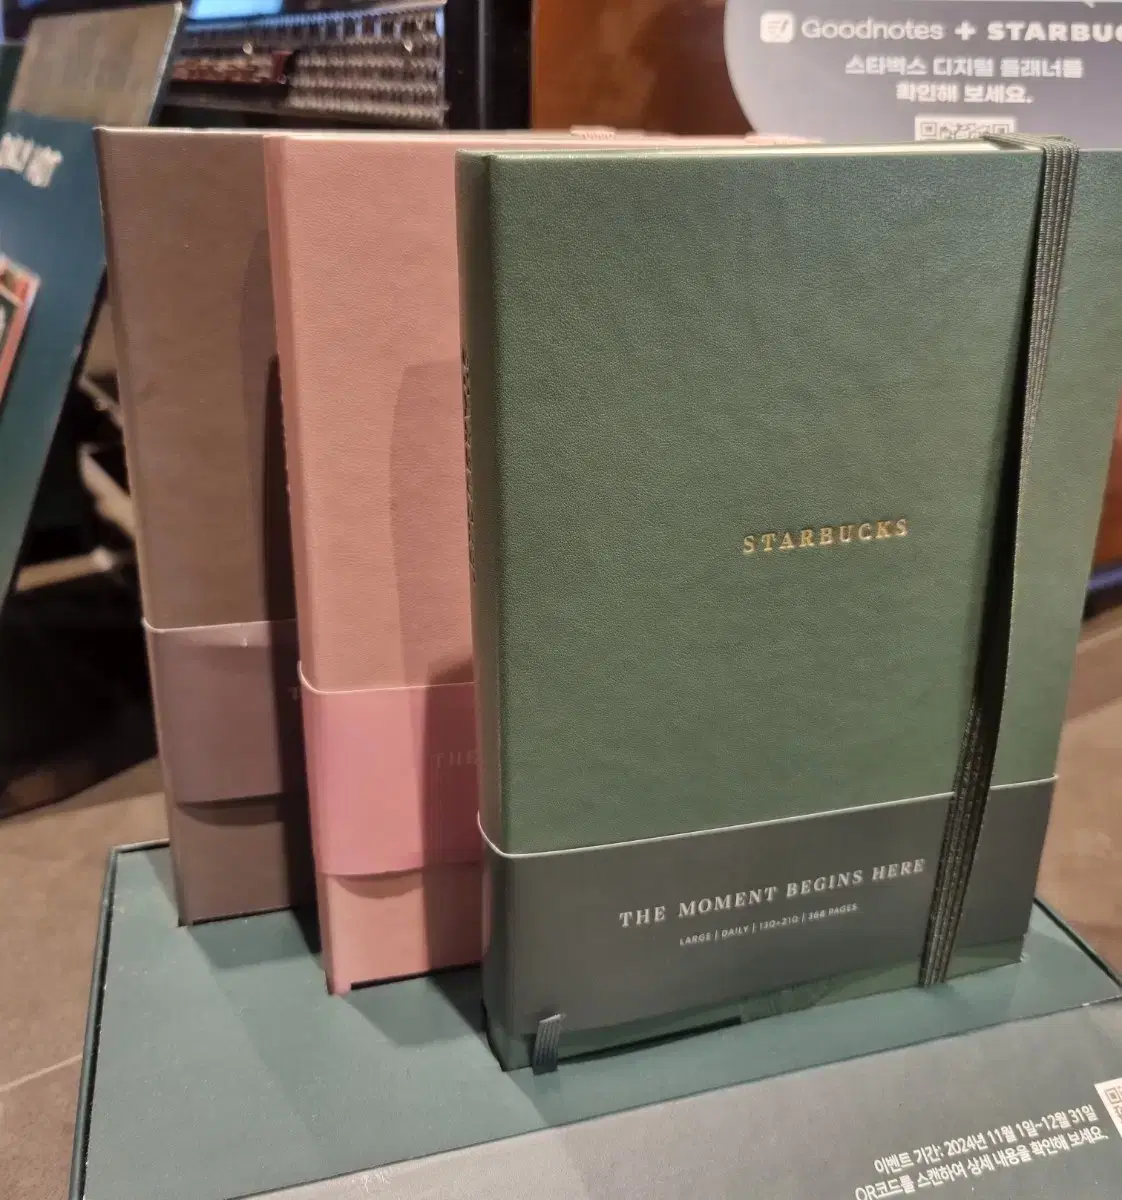 Goodnotes + STARBUC
스타벅스 디지털 플래너를
확인해 보세요.
STARBUCKS
THE
THE MOMENT BEGINS HERE
LARGE | DAILY | 130×210 | 368 PAGES
이벤트 기간: 2024년 11월 1일~12월 31일
QR코드를 스캔하여 상세 내용을 확인해 보세요.